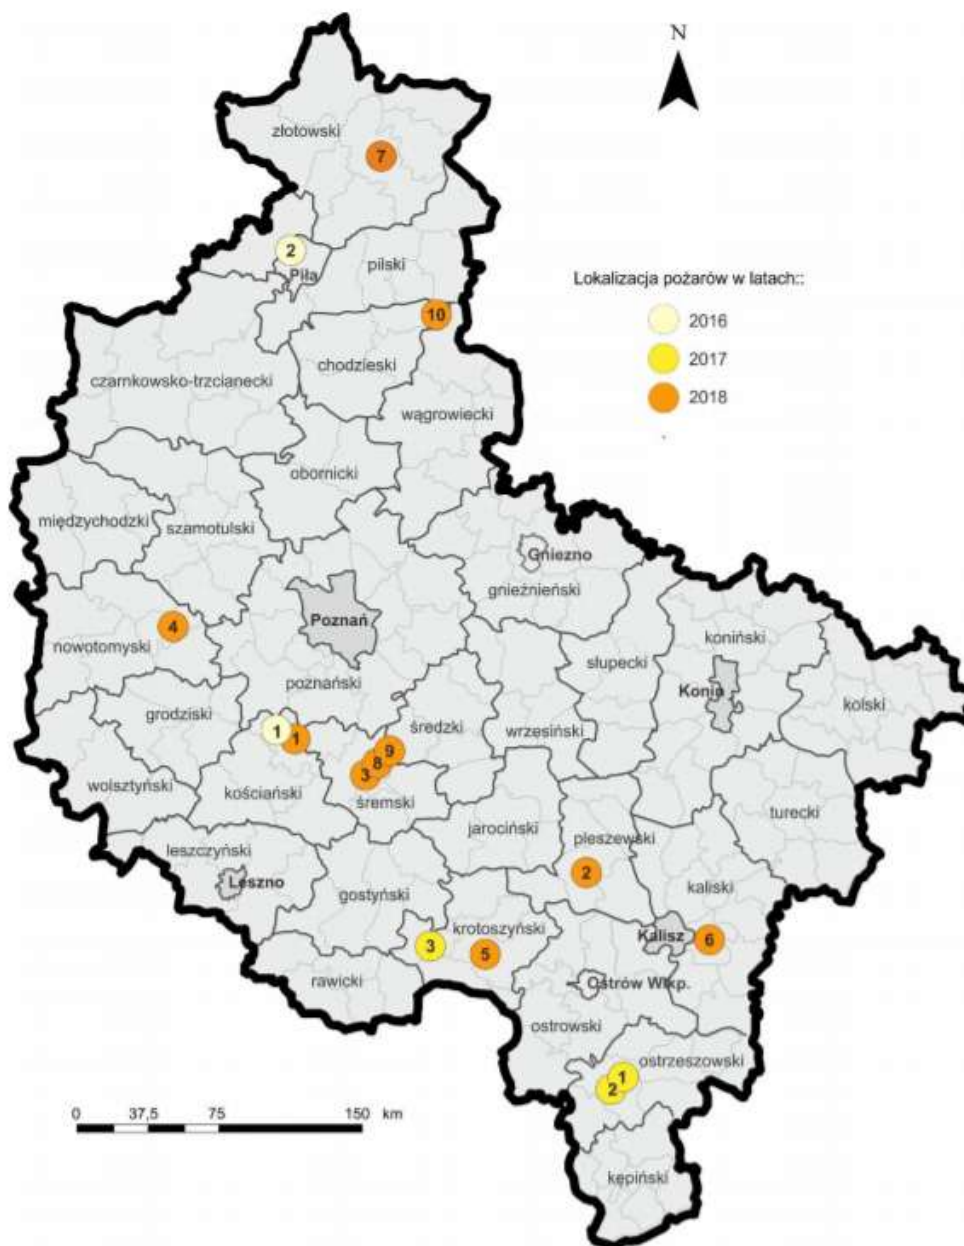 N
złotowski
7
2
Piła
pilski
Lokalizacja pożarów w latach::
2016
2017
2018
10
chodzieski
czarnkowsko-trzcianecki
wągrowiecki
obornicki
międzychodzki
szamotulski
Gniezno
gnieźnieński
4
nowotomyski
Poznań
poznański
słupecki
koniński
Konin
kolski
grodziski
1
1
średzki
wrzesiński
9
8
3
śremski
wolsztyński
kościański
jarociński
pleszewski
turecki
leszczyński
Leszno
gostyński
2
kaliski
krotoszyński
3
5
Kalisz
6
rawicki
Ostrów Wlkp.
ostrowski
ostrzeszowski
1
2
0 37,5 75 150 km
kępiński